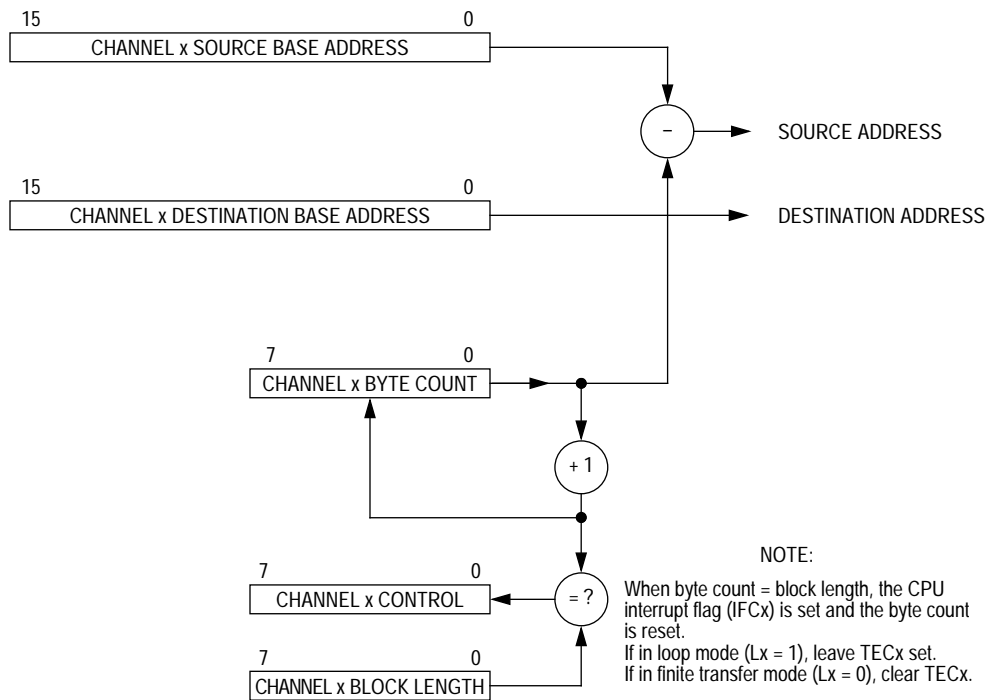 15 0
CHANNEL x SOURCE BASE ADDRESS
–
SOURCE ADDRESS
15 0
CHANNEL x DESTINATION BASE ADDRESS
DESTINATION ADDRESS
7 0
CHANNEL x BYTE COUNT
+ 1
7 0
CHANNEL x CONTROL
= ?
7 0
CHANNEL x BLOCK LENGTH
NOTE:
When byte count = block length, the CPU
interrupt flag (IFCx) is set and the byte count
is reset.
If in loop mode (Lx = 1), leave TECx set.
If in finite transfer mode (Lx = 0), clear TECx.